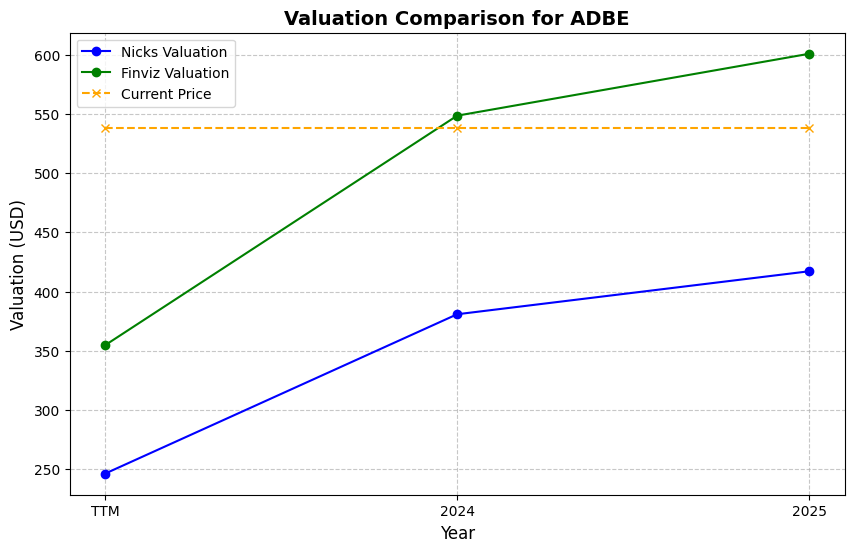 Valuation Comparison for ADBE
Nicks Valuation
Finviz Valuation
Current Price
Valuation (USD)
600
550
500
450
400
350
300
250
TTM
2024
2025
Year